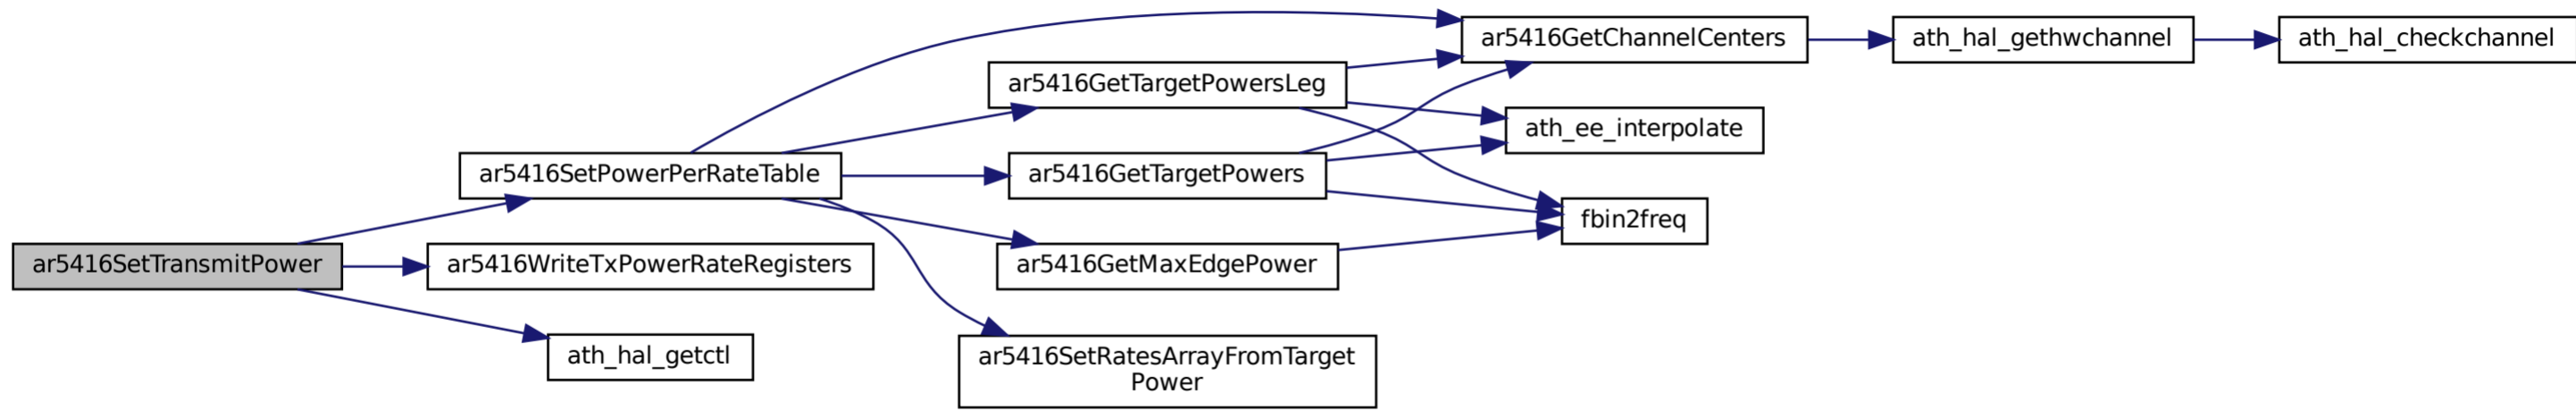 ar5416SetTransmitPower
ar5416SetPowerPerRateTable
ar5416WriteTxPowerRateRegisters
ath_hal_getctl
ar5416GetTargetPowersLeg
ar5416GetTargetPowers
ar5416GetMaxEdgePower
ar5416SetRatesArrayFromTarget
Power
ar5416GetChannelCenters
ath_ee_interpolate
fbin2freq
ath_hal_gethwchannel
ath_hal_checkchannel